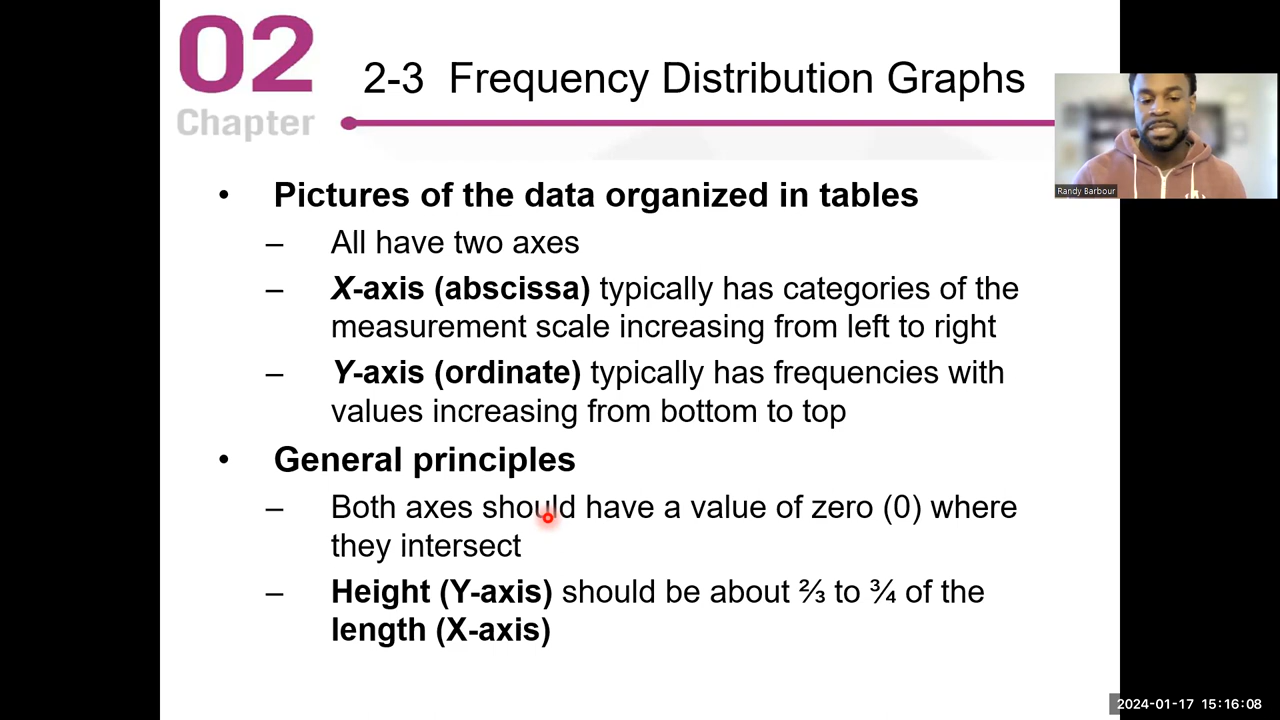 02
Chapter
2-3 Frequency Distribution Graphs
Randy Barbour
• Pictures of the data organized in tables
– All have two axes
– X-axis (abscissa) typically has categories of the
measurement scale increasing from left to right
– Y-axis (ordinate) typically has frequencies with
values increasing from bottom to top
• General principles
– Both axes should have a value of zero (0) where
they intersect
– Height (Y-axis) should be about ⅔ to ¾ of the
length (X-axis)
2024-01-17 15:16:08